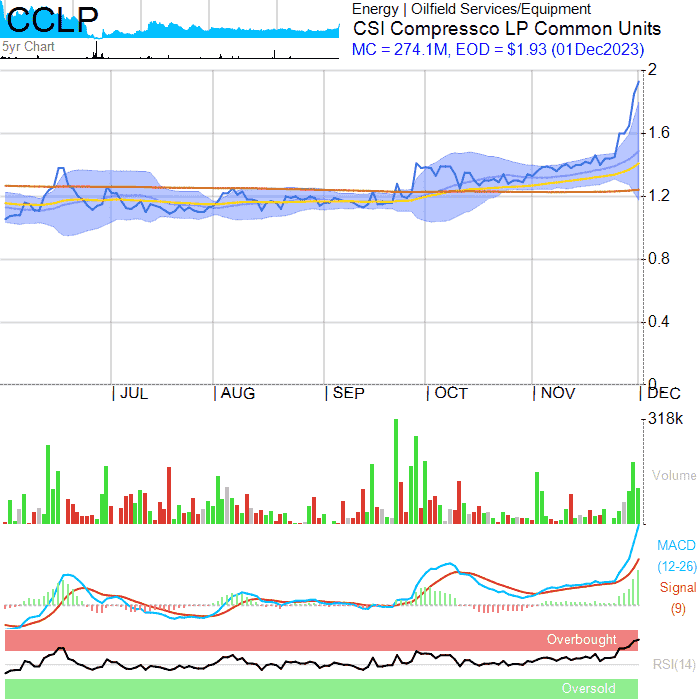 CCLP
Energy | Oilfield Services/Equipment
CSI Compressco LP Common Units
5yr Chart
MC = 274.1M, EOD = $1.93 (01Dec2023)
2
1.6
1.2
0.8
0.4
0
JUL
AUG
SEP
OCT
NOV
DEC
318k
Volume
MACD
(12-26)
Signal
(9)
Overbought
RSI(14)
Oversold